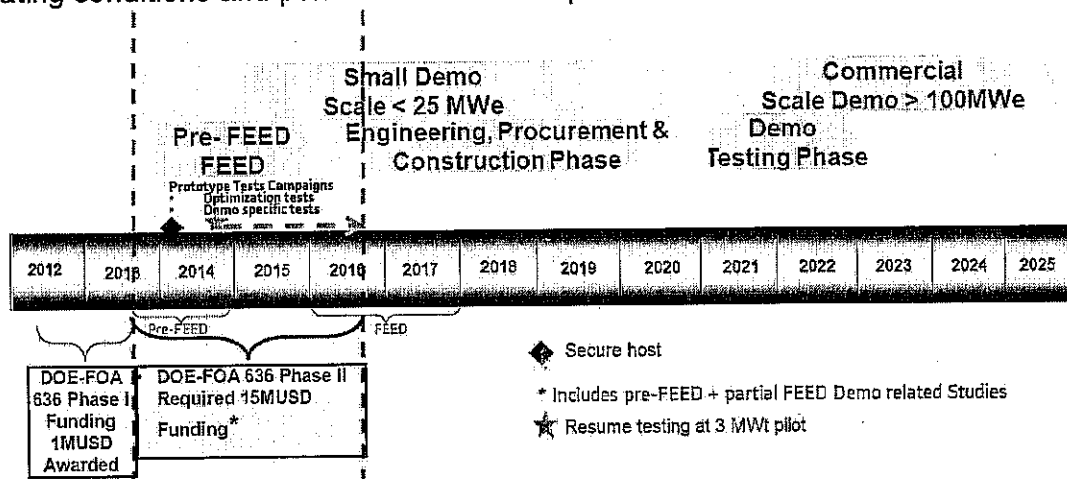 ating conditions and p
Small Demo
Scale < 25 MWe
Engineering, Procurement &
Construction Phase
Commercial
Scale Demo > 100MWe
Demo
Testing Phase
Pre- FEED
FEED
Prototype Tests Campaigns
* Optimization tests
* Demo specific tests
2012 2013 2014 2015 2016 2017 2018 2019 2020 2021 2022 2023 2024 2025
Pre-FEED
FEED
DOE-FOA
636 Phase I
Funding
1MUSD
Awarded
DOE-FOA 636 Phase II
Required 15MUSD
Funding*
Secure host
* Includes pre-FEED + partial FEED Demo related Studies
Resume testing at 3 MWt pilot